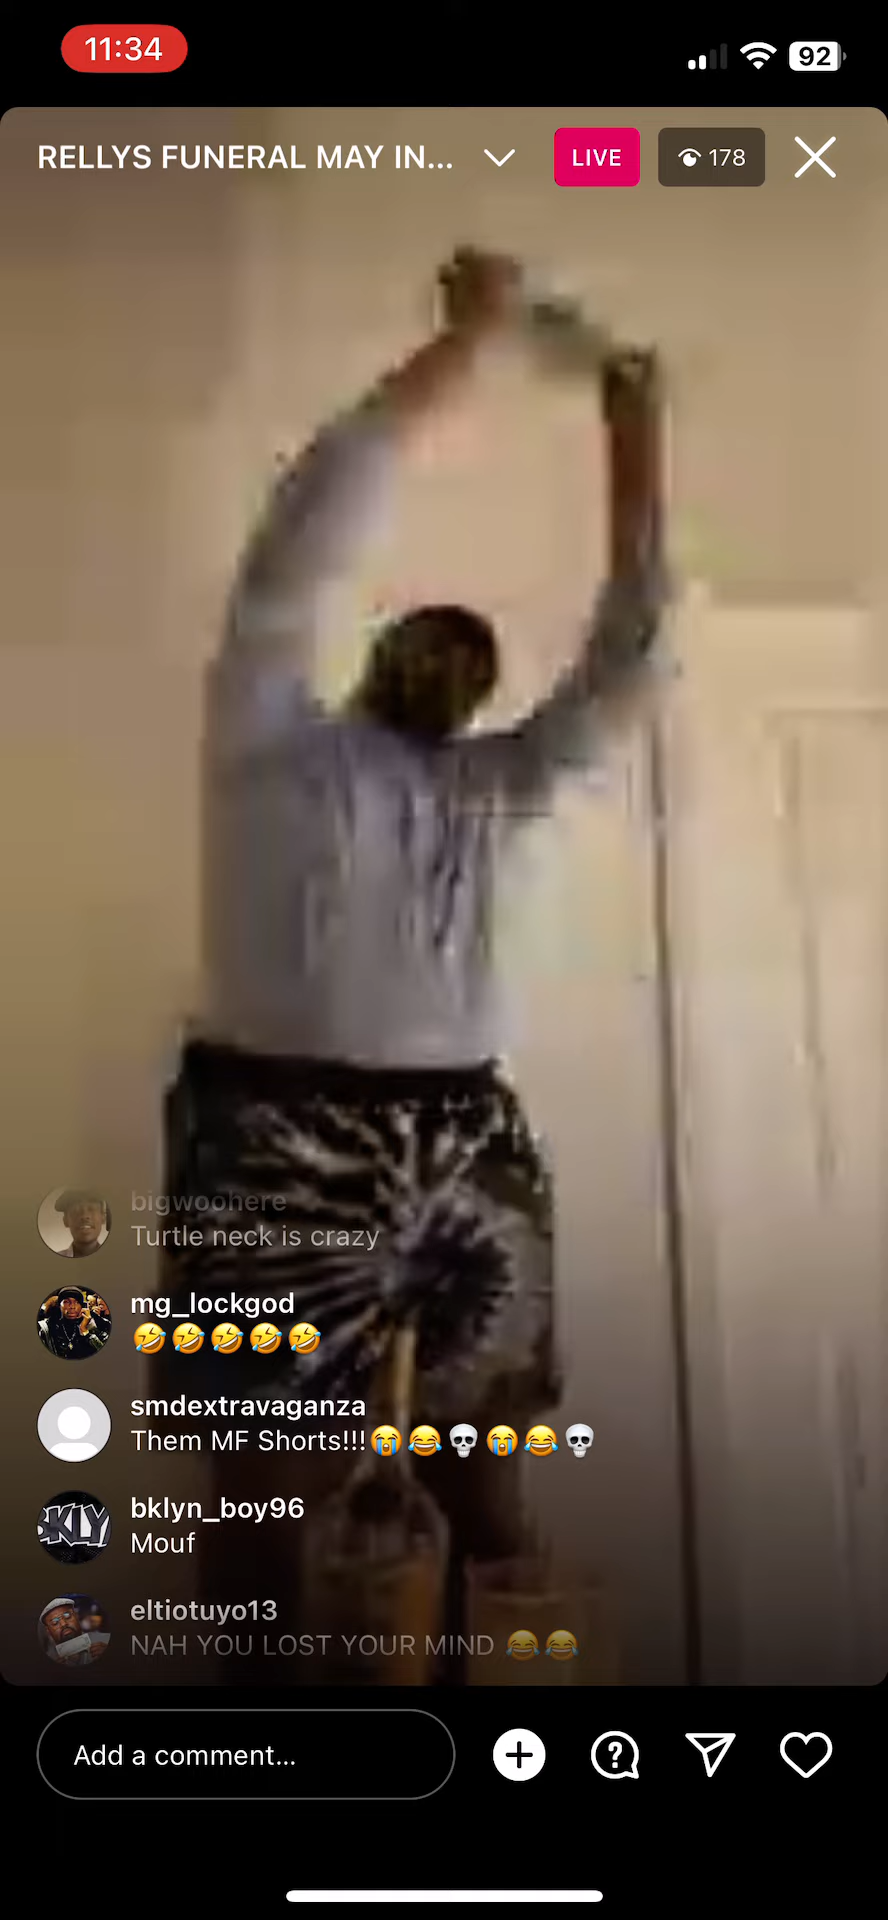 11:34
92
RELLYS FUNERAL MAY IN...
LIVE
178
bigwoohere
Turtle neck is crazy
mg_lockgod
🤣🤣🤣🤣🤣
smdextravaganza
Them MF Shorts!!!😭😂💀😭😂💀
bklyn_boy96
Mouf
eltiotuyo13
NAH YOU LOST YOUR MIND 😂😂
Add a comment...